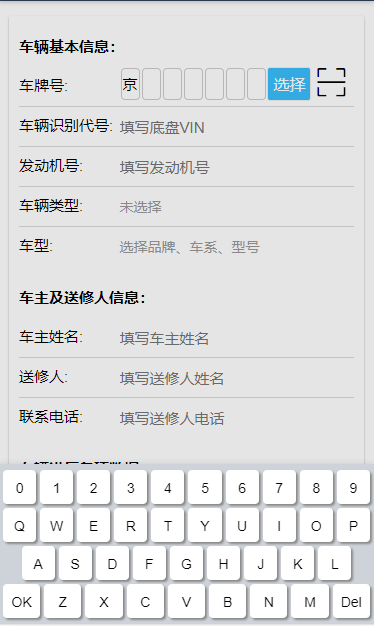 车辆基本信息：
车牌号: 京 选择
车辆识别代号: 填写底盘VIN
发动机号: 填写发动机号
车辆类型: 未选择
车型: 选择品牌、车系、型号
车主及送修人信息：
车主姓名: 填写车主姓名
送修人: 填写送修人姓名
联系电话: 填写送修人电话
0 1 2 3 4 5 6 7 8 9
Q W E R T Y U I O P
A S D F G H J K L
OK Z X C V B N M Del